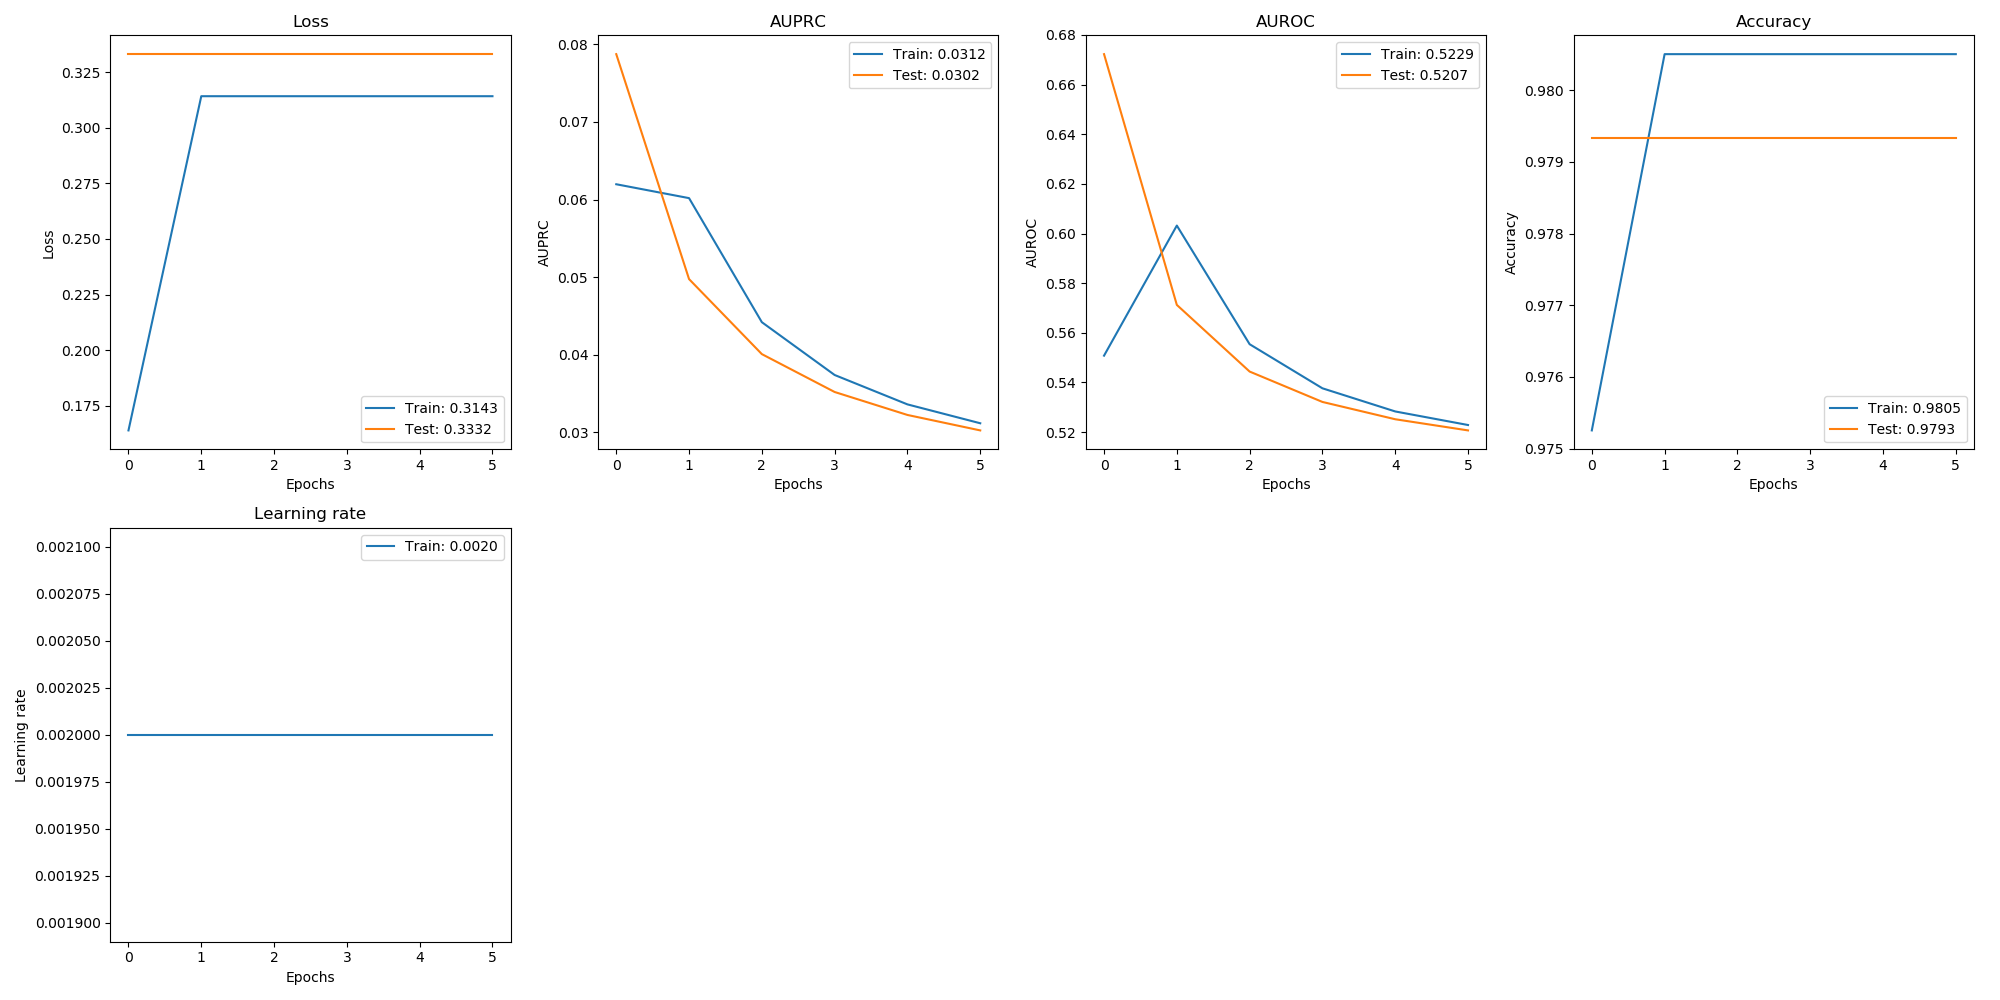 Loss
0.325
0.300
0.275
0.250
0.225
0.200
0.175
Loss
Train: 0.3143
Test: 0.3332
0 1 2 3 4 5
Epochs
AUPRC
0.08
0.07
0.06
0.05
0.04
0.03
AUPRC
Train: 0.0312
Test: 0.0302
0 1 2 3 4 5
Epochs
AUROC
0.68
0.66
0.64
0.62
0.60
0.58
0.56
0.54
0.52
AUROC
Train: 0.5229
Test: 0.5207
0 1 2 3 4 5
Epochs
Accuracy
0.980
0.979
0.978
0.977
0.976
0.975
Accuracy
Train: 0.9805
Test: 0.9793
0 1 2 3 4 5
Epochs
Learning rate
0.002100
0.002075
0.002050
0.002025
0.002000
0.001975
0.001950
0.001925
0.001900
Learning rate
Train: 0.0020
0 1 2 3 4 5
Epochs